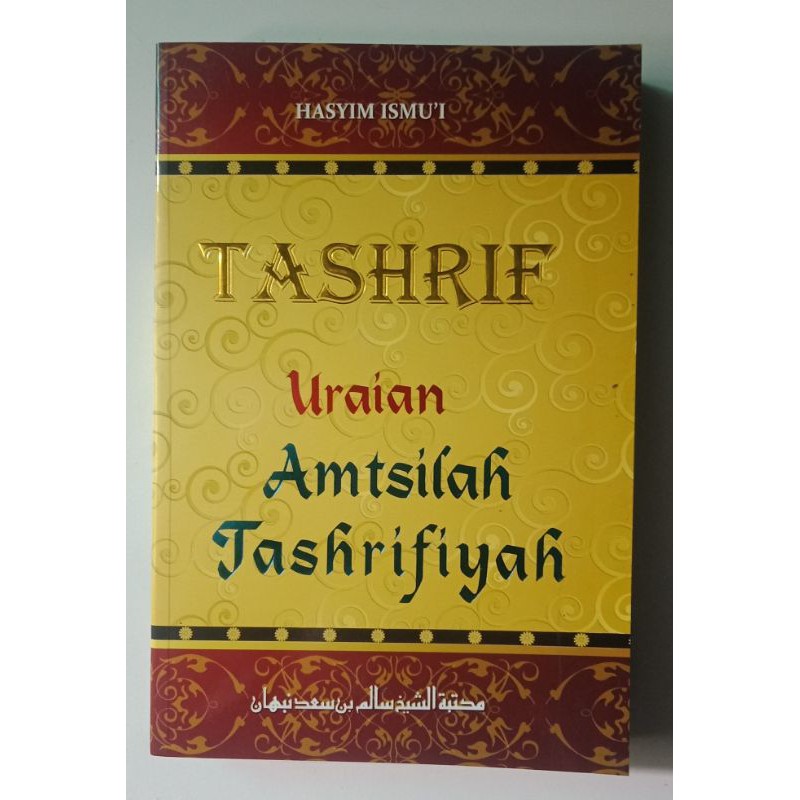 HASYIM ISMU'I
TASHRIF
Uraian
Amtsilah
Tashrifiyah
مكتبة الشيخ سالم بن سعد نبهان